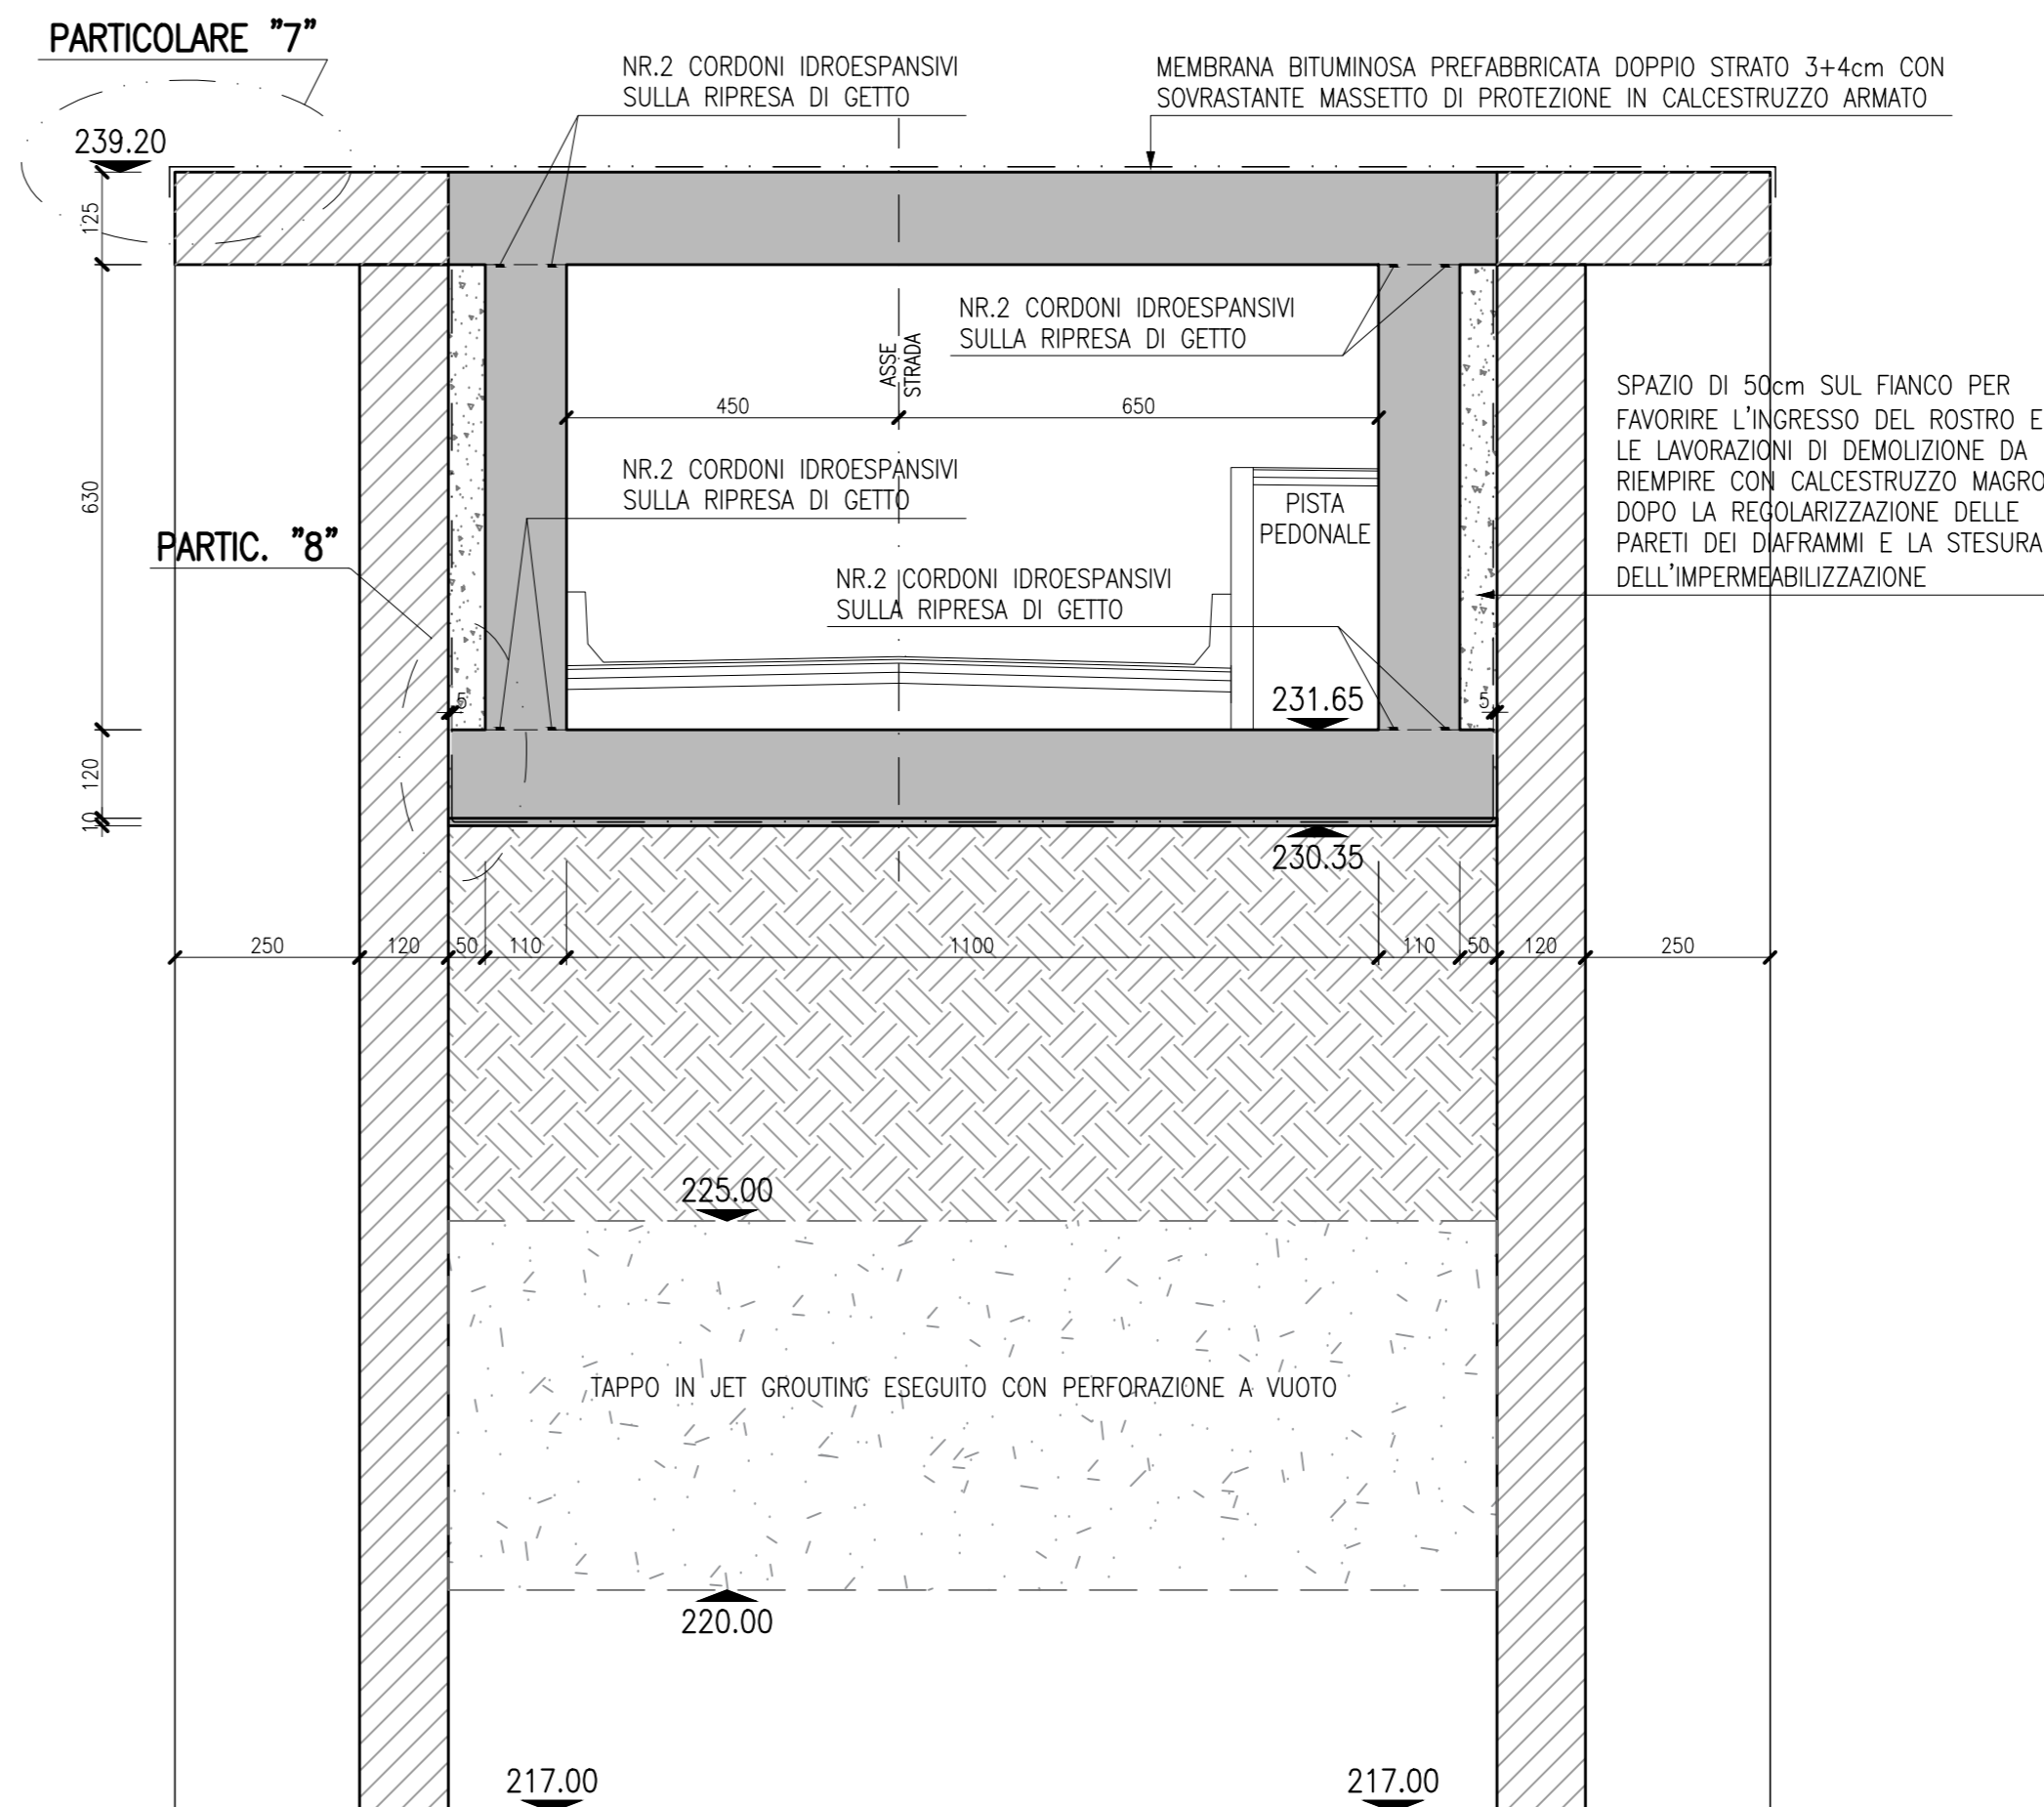 PARTICOLARE "7"
NR.2 CORDONI IDROESPANSIVI
SULLA RIPRESA DI GETTO
MEMBRANA BITUMINOSA PREFABBRICATA DOPPIO STRATO 3+4cm CON
SOVRASTANTE MASSETTO DI PROTEZIONE IN CALCESTRUZZO ARMATO
239.20
125
NR.2 CORDONI IDROESPANSIVI
SULLA RIPRESA DI GETTO
ASSE
STRADA
450
650
SPAZIO DI 50cm SUL FIANCO PER
FAVORIRE L'INGRESSO DEL ROSTRO E
LE LAVORAZIONI DI DEMOLIZIONE DA
RIEMPIRE CON CALCESTRUZZO MAGRO
DOPO LA REGOLARIZZAZIONE DELLE
PARETI DEI DIAFRAMMI E LA STESURA
DELL'IMPERMEABILIZZAZIONE
630
NR.2 CORDONI IDROESPANSIVI
SULLA RIPRESA DI GETTO
PISTA
PEDONALE
PARTIC. "8"
NR.2 CORDONI IDROESPANSIVI
SULLA RIPRESA DI GETTO
5
231.65
5
120
10
230.35
250
120
50
110
1100
110
50
120
250
225.00
TAPPO IN JET GROUTING ESEGUITO CON PERFORAZIONE A VUOTO
220.00
217.00
217.00